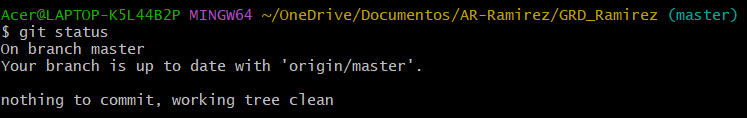 Acer@LAPTOP-K5L44B2P MINGW64 ~/OneDrive/Documentos/AR-Ramirez/GRD_Ramirez (master)
$ git status
On branch master
Your branch is up to date with 'origin/master'.
nothing to commit, working tree clean